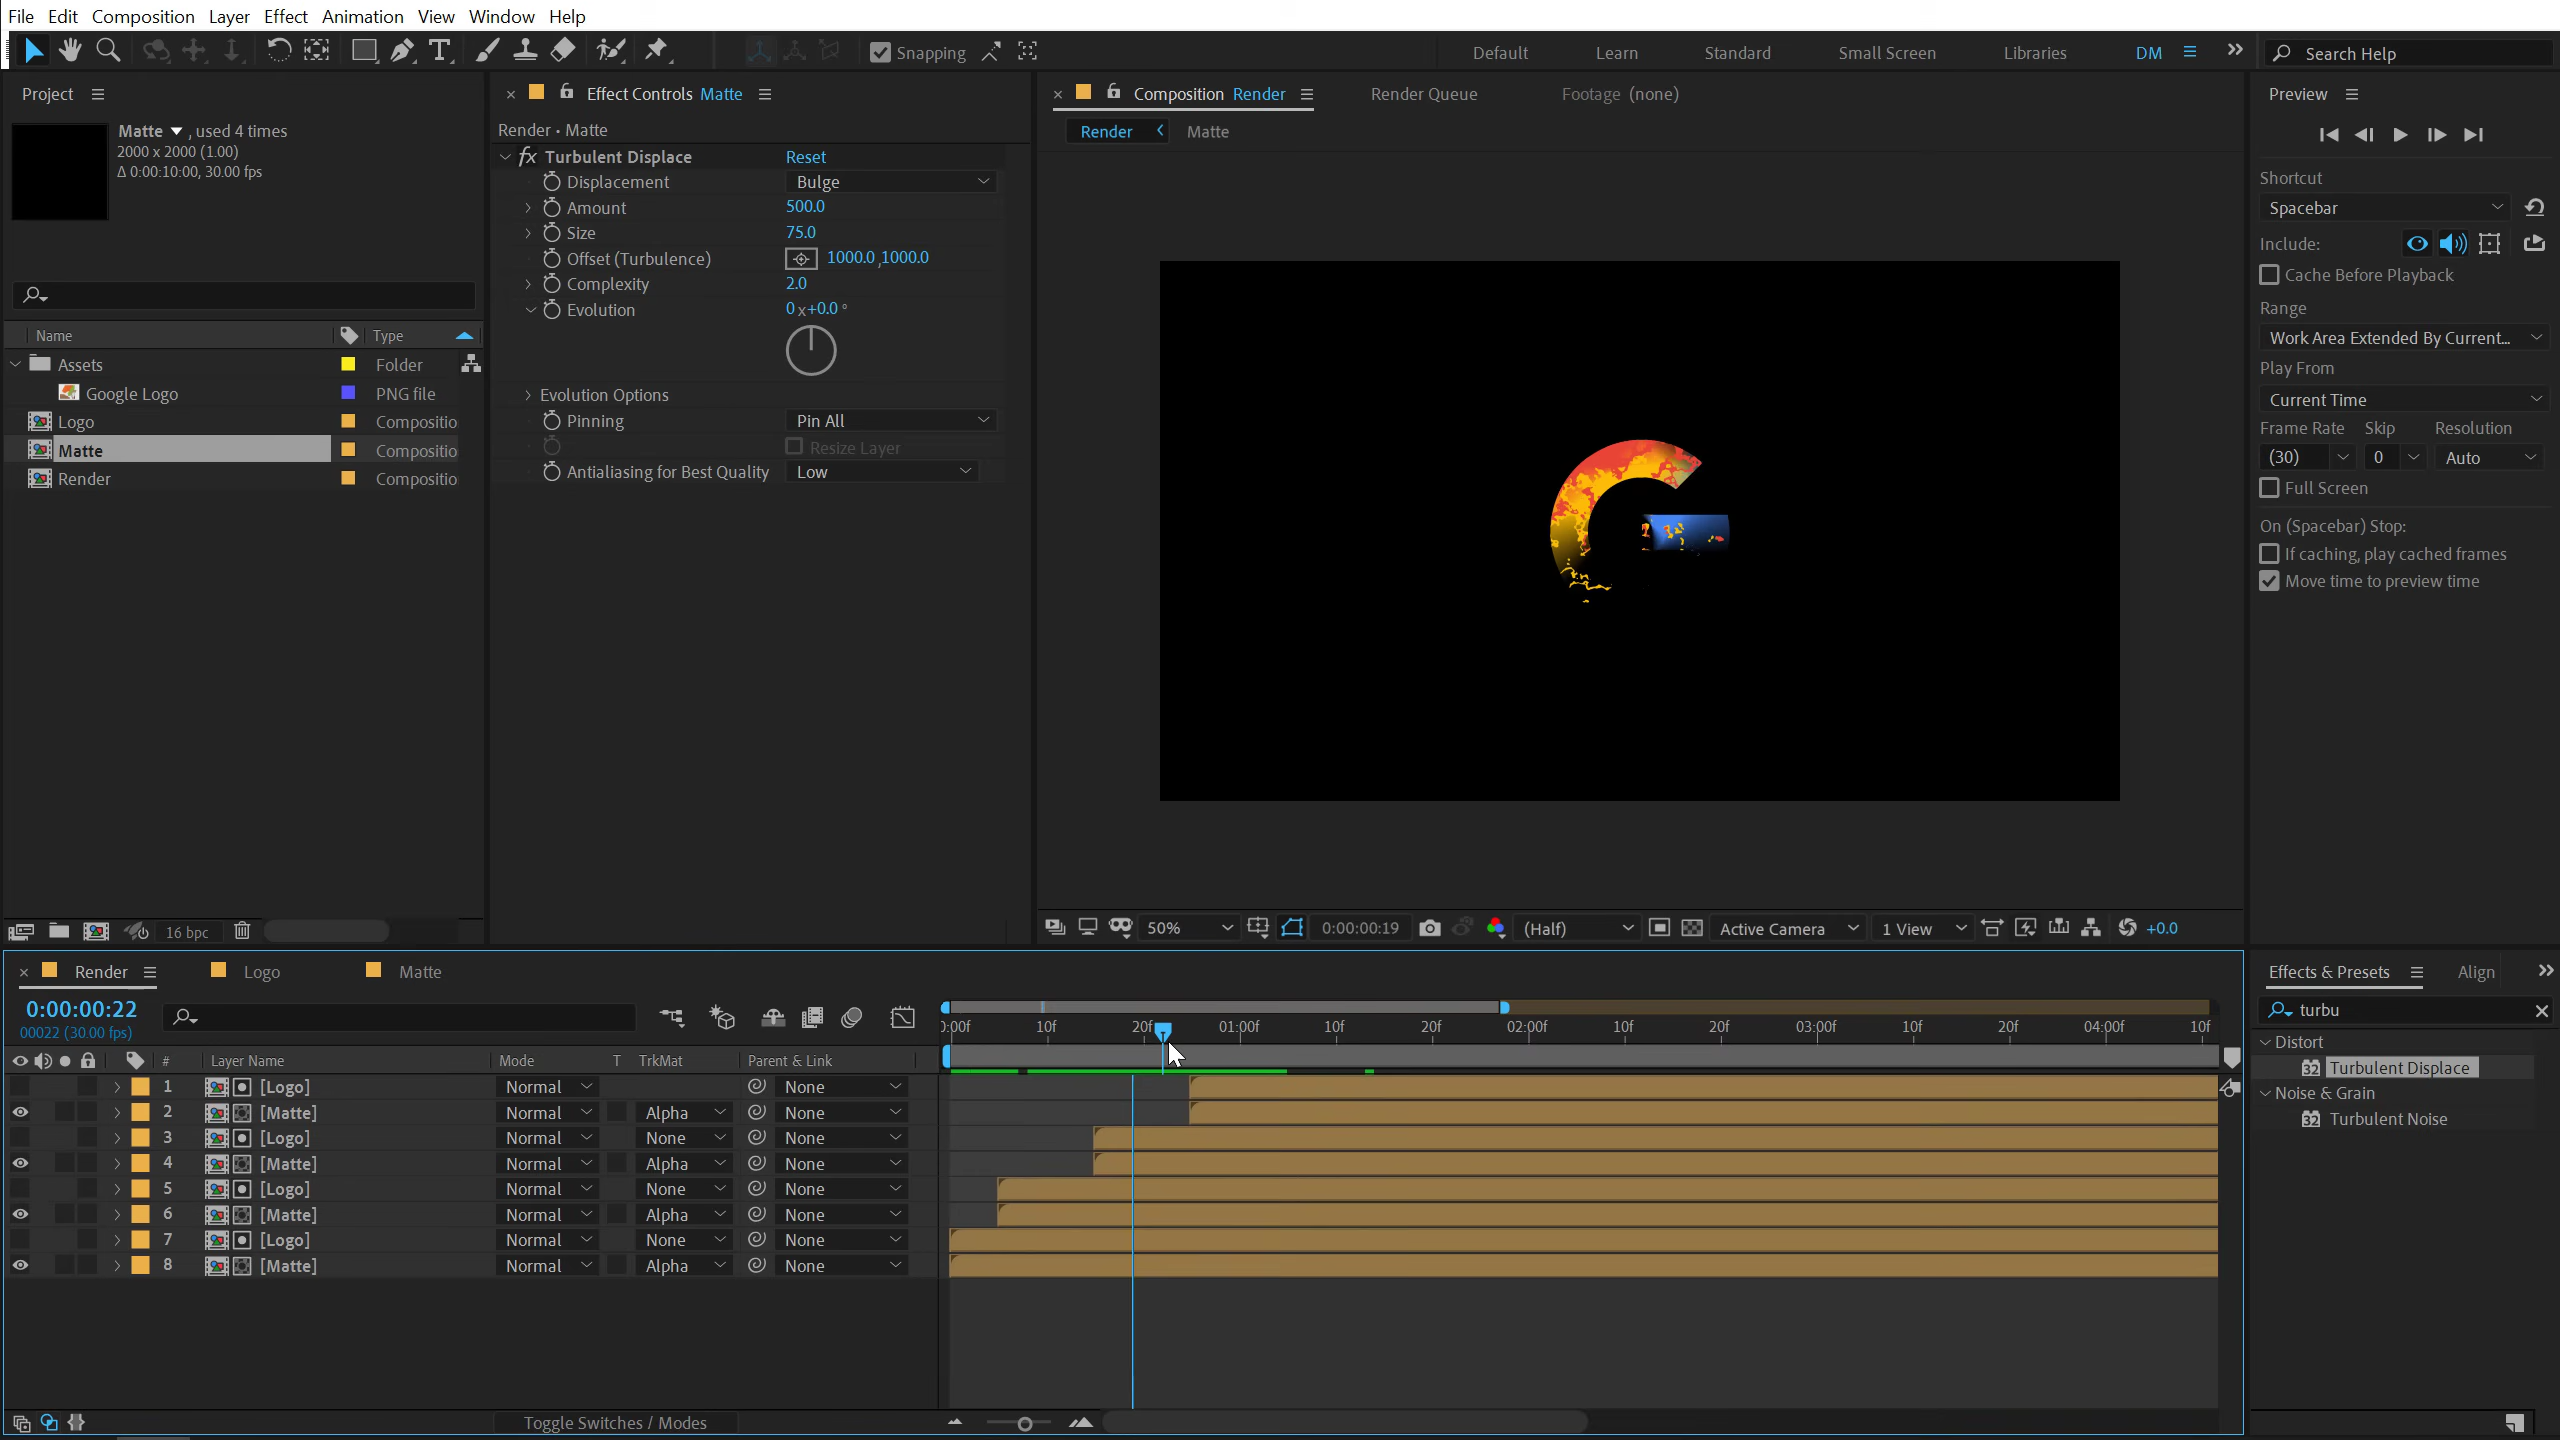 File Edit Composition Layer Effect Animation View Window Help
Snapping
Default Learn Standard Small Screen Libraries DM
Search Help
Project
Matte , used 4 times
2000 x 2000 (1.00)
Δ 0:00:10:00, 30.00 fps
Name Type
Assets Folder
Google Logo PNG file
Logo Compositio
Matte Compositio
Render Compositio
16 bpc
Effect Controls Matte
Render • Matte
fx Turbulent Displace Reset
Displacement Bulge
Amount 500.0
Size 75.0
Offset (Turbulence) 1000.0 ,1000.0
Complexity 2.0
Evolution 0 x+0.0 °
Evolution Options
Pinning Pin All
Resize Layer
Antialiasing for Best Quality Low
Composition Render Render Queue Footage (none)
Render Matte
50% 0:00:00:19 (Half) Active Camera 1 View +0.0
Preview
Shortcut
Spacebar
Include:
Cache Before Playback
Range
Work Area Extended By Current...
Play From
Current Time
Frame Rate Skip Resolution
(30) 0 Auto
Full Screen
On (Spacebar) Stop:
If caching, play cached frames
Move time to preview time
Render Logo Matte
0:00:00:22
00022 (30.00 fps)
0:00f 10f 20f 01:00f 10f 20f 02:00f 10f 20f 03:00f 10f 20f 04:00f 10f
# Layer Name Mode T TrkMat Parent & Link
1 [Logo] Normal None
2 [Matte] Normal Alpha None
3 [Logo] Normal None None
4 [Matte] Normal Alpha None
5 [Logo] Normal None None
6 [Matte] Normal Alpha None
7 [Logo] Normal None None
8 [Matte] Normal Alpha None
Toggle Switches / Modes
Effects & Presets Align
turbu
Distort
32 Turbulent Displace
Noise & Grain
32 Turbulent Noise